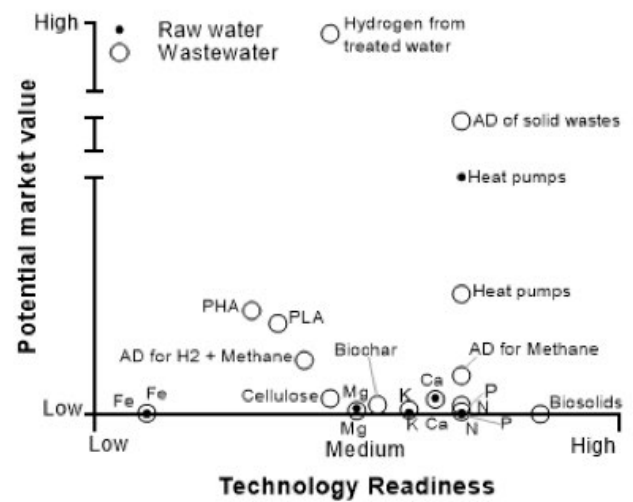 High
Raw water
Wastewater
Hydrogen from
treated water
AD of solid wastes
Heat pumps
Potential market value
Heat pumps
PHA
PLA
AD for H2 + Methane
Biochar
AD for Methane
Cellulose
Mg
K
Ca
P
N
Fe
Fe
Low
Mg
K
Ca
N
P
Biosolids
Low
Medium
High
Technology Readiness